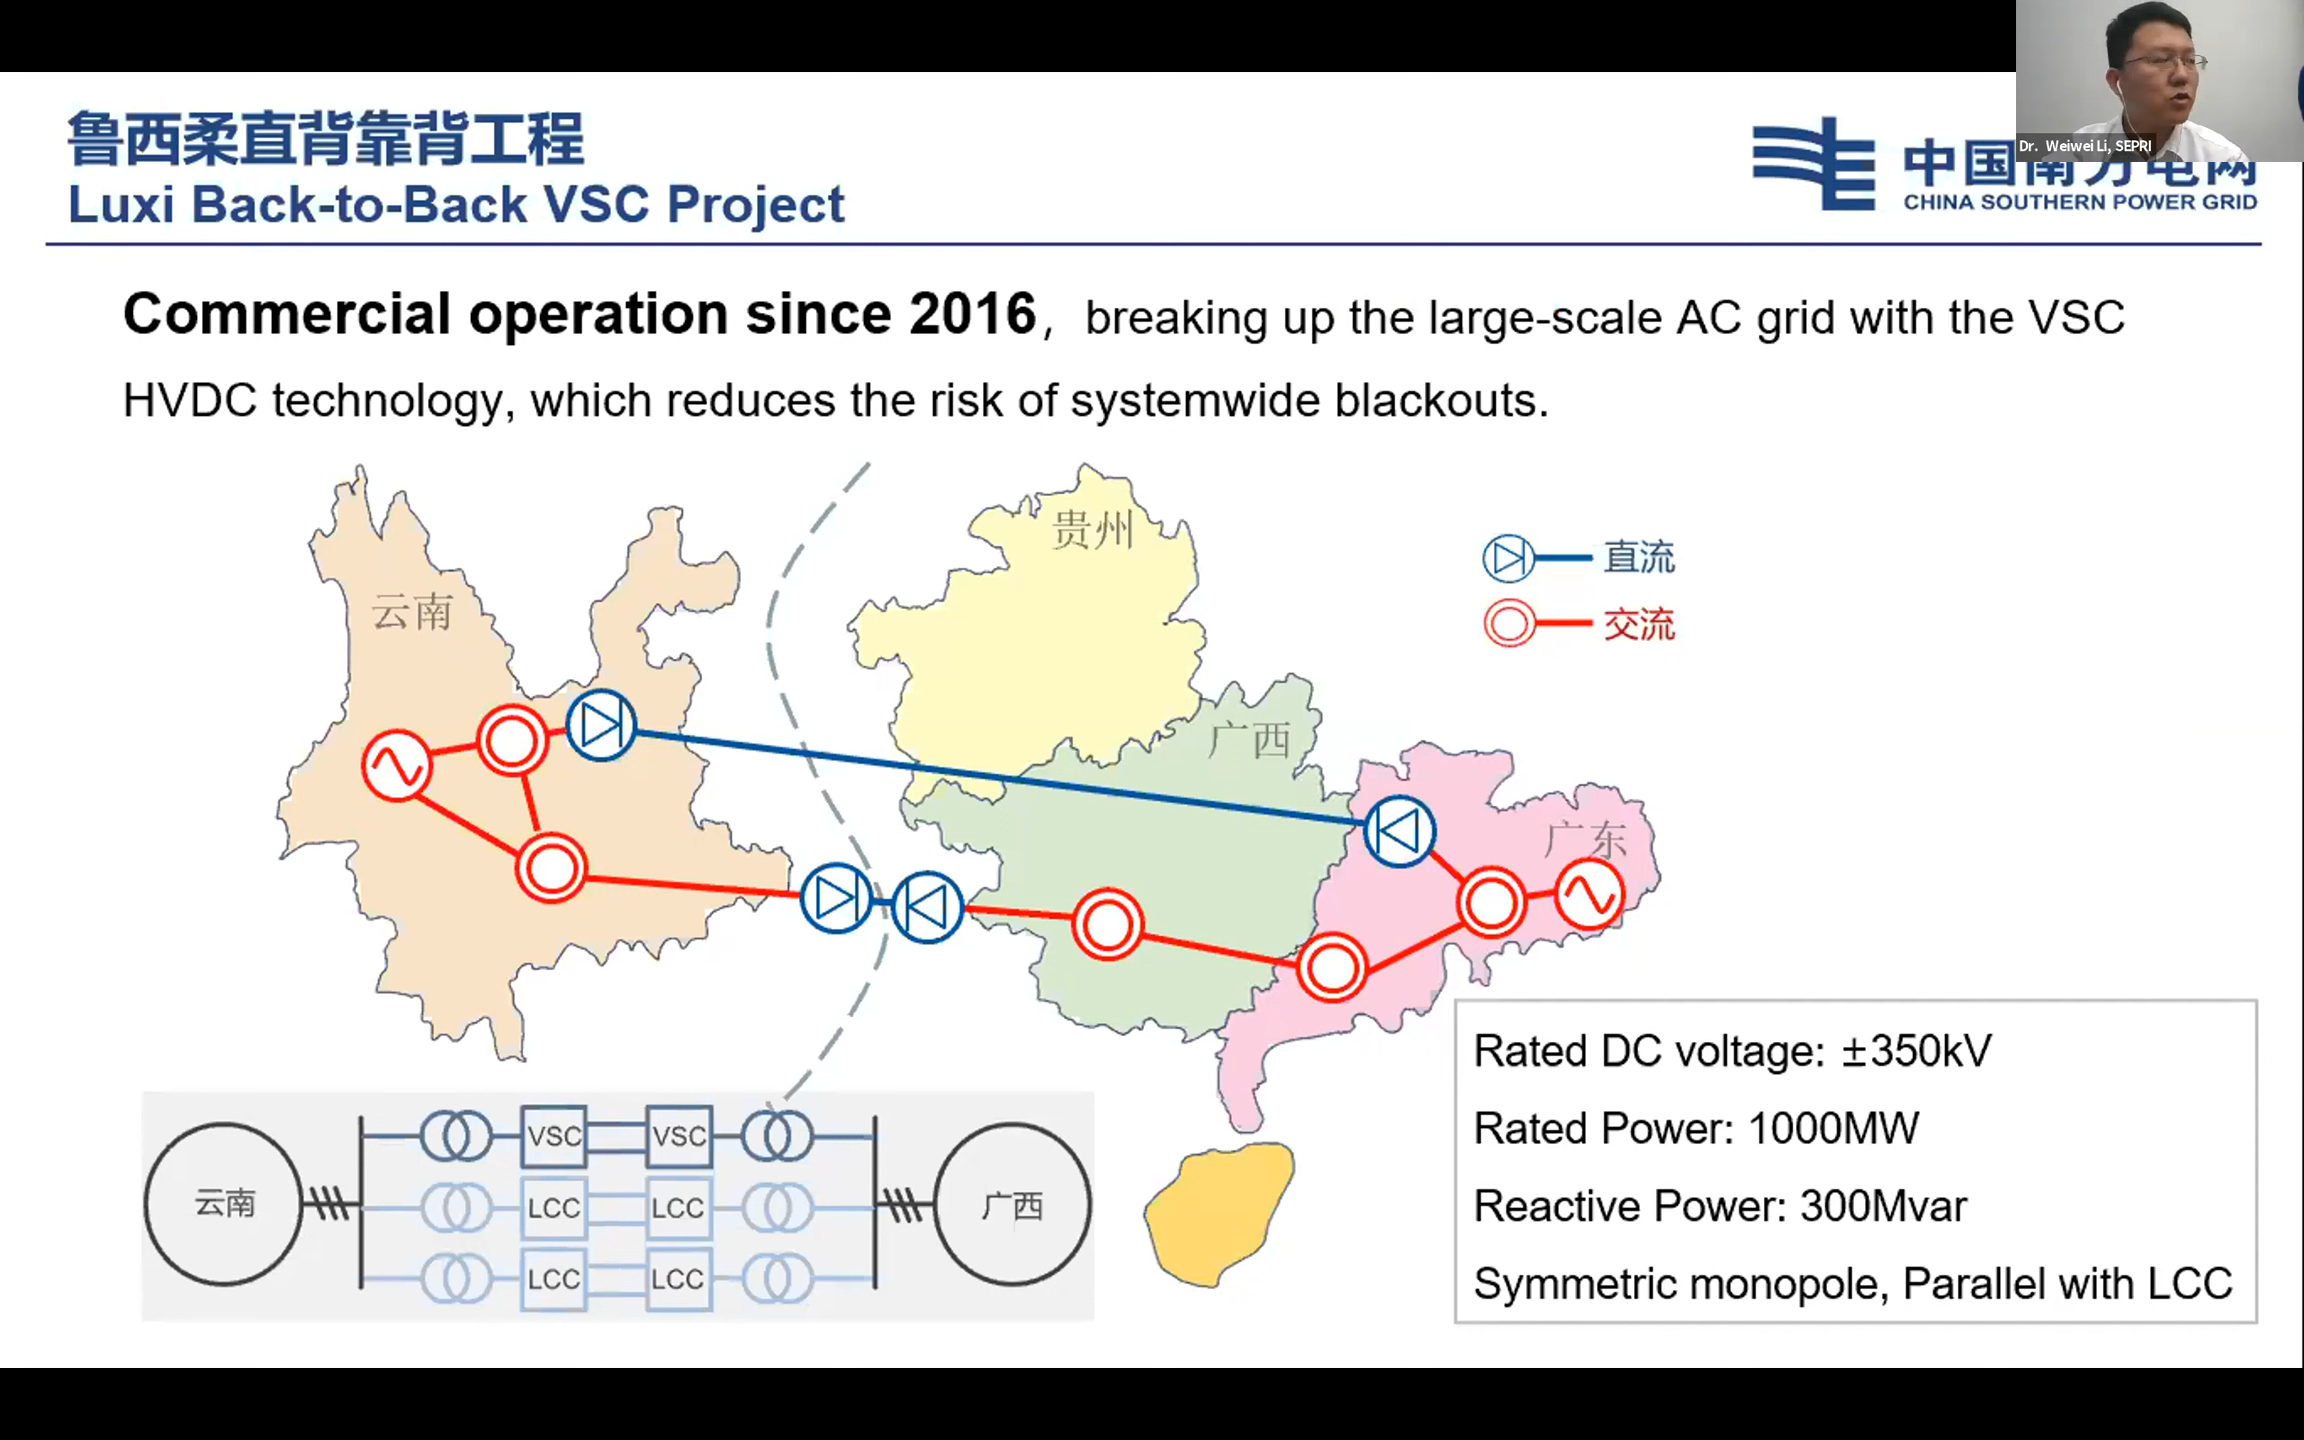 鲁西柔直背靠背工程
Luxi Back-to-Back VSC Project
中国南方电网
CHINA SOUTHERN POWER GRID
Dr. Weiwei Li, SEPRI
Commercial operation since 2016，breaking up the large-scale AC grid with the VSC
HVDC technology, which reduces the risk of systemwide blackouts.
贵州
云南
广西
广东
直流
交流
云南
VSC VSC
LCC LCC
LCC LCC
广西
Rated DC voltage: ±350kV
Rated Power: 1000MW
Reactive Power: 300Mvar
Symmetric monopole, Parallel with LCC